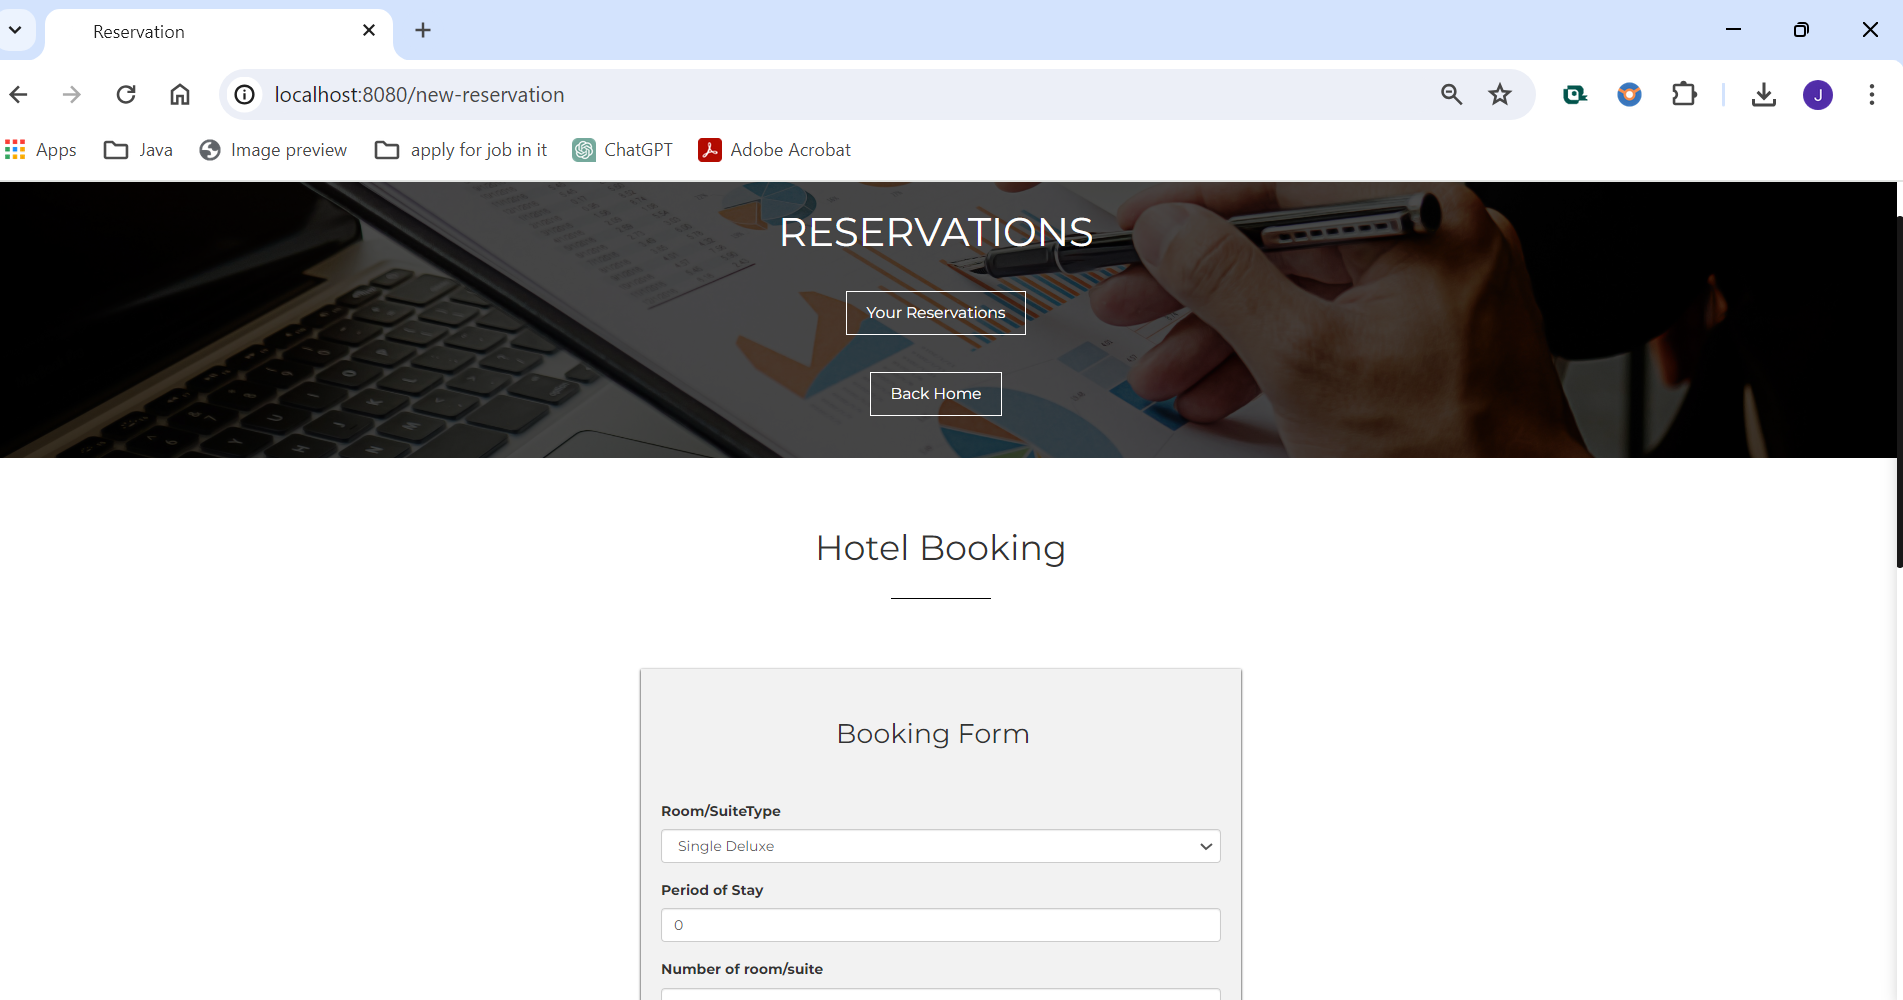 Reservation
localhost:8080/new-reservation
J
Apps
Java
Image preview
apply for job in it
ChatGPT
Adobe Acrobat
RESERVATIONS
Your Reservations
Back Home
Hotel Booking
Booking Form
Room/SuiteType
Single Deluxe
Period of Stay
0
Number of room/suite